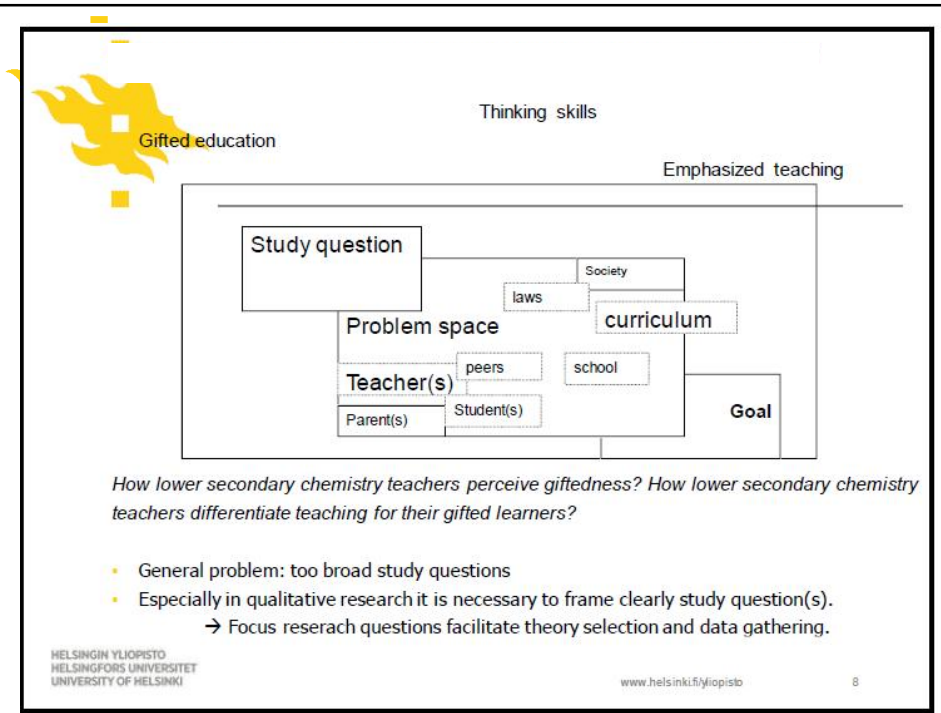 Thinking skills
Gifted education
Emphasized teaching
Study question
Society
laws
curriculum
Problem space
peers
school
Teacher(s)
Student(s)
Parent(s)
Goal
How lower secondary chemistry teachers perceive giftedness? How lower secondary chemistry
teachers differentiate teaching for their gifted learners?
▪ General problem: too broad study questions
▪ Especially in qualitative research it is necessary to frame clearly study question(s).
→ Focus reserach questions facilitate theory selection and data gathering.
HELSINGIN YLIOPISTO
HELSINGFORS UNIVERSITET
UNIVERSITY OF HELSINKI
www.helsinki.fi/yliopisto
8